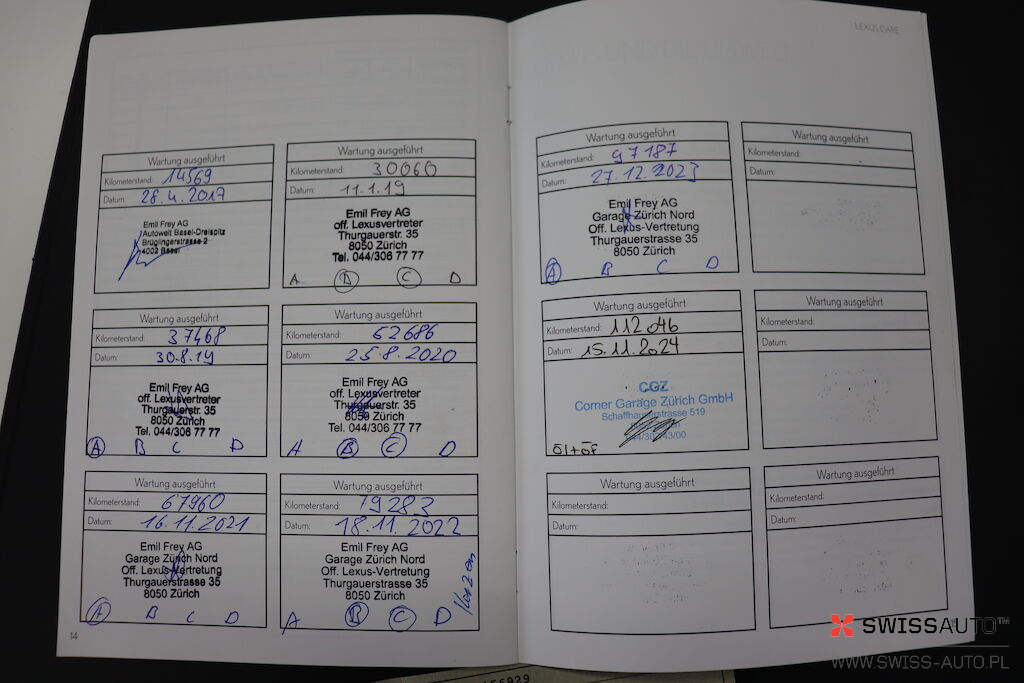 LEXUS CARE
Wartung ausgeführt
Kilometerstand: 14569
Datum: 28.4.2017
Emil Frey AG
Autowelt Basel-Dreispitz
Brüglingerstrasse 2
4002 Basel
Wartung ausgeführt
Kilometerstand: 30060
Datum: 11.1.19
Emil Frey AG
off. Lexusvertreter
Thurgauerstr. 35
8050 Zürich
Tel. 044/306 77 77
A B C D
Wartung ausgeführt
Kilometerstand: 37468
Datum: 30.8.19
Emil Frey AG
off. Lexusvertreter
Thurgauerstr. 35
8050 Zürich
Tel. 044/306 77 77
A B C D
Wartung ausgeführt
Kilometerstand: 52686
Datum: 25.8.2020
Emil Frey AG
off. Lexusvertreter
Thurgauerstr. 35
8050 Zürich
Tel. 044/306 77 77
A B C D
Wartung ausgeführt
Kilometerstand: 67960
Datum: 16.11.2021
Emil Frey AG
Garage Zürich Nord
Off. Lexus-Vertretung
Thurgauerstrasse 35
8050 Zürich
A B C D
Wartung ausgeführt
Kilometerstand: 79283
Datum: 18.11.2022
Emil Frey AG
Garage Zürich Nord
Off. Lexus-Vertretung
Thurgauerstrasse 35
8050 Zürich
A B C D
14
Wartung ausgeführt
Kilometerstand: 97187
Datum: 27.12.2023
Emil Frey AG
Garage Zürich Nord
Off. Lexus-Vertretung
Thurgauerstrasse 35
8050 Zürich
A B C D
Wartung ausgeführt
Kilometerstand:
Datum:
Wartung ausgeführt
Kilometerstand: 112046
Datum: 15.11.2024
CGZ
Corner Garage Zürich GmbH
Schaffhauserstrasse 519
Öl+ÖF
Wartung ausgeführt
Kilometerstand:
Datum:
Wartung ausgeführt
Kilometerstand:
Datum:
Wartung ausgeführt
Kilometerstand:
Datum:
SWISSAUTO™
WWW.SWISS-AUTO.PL